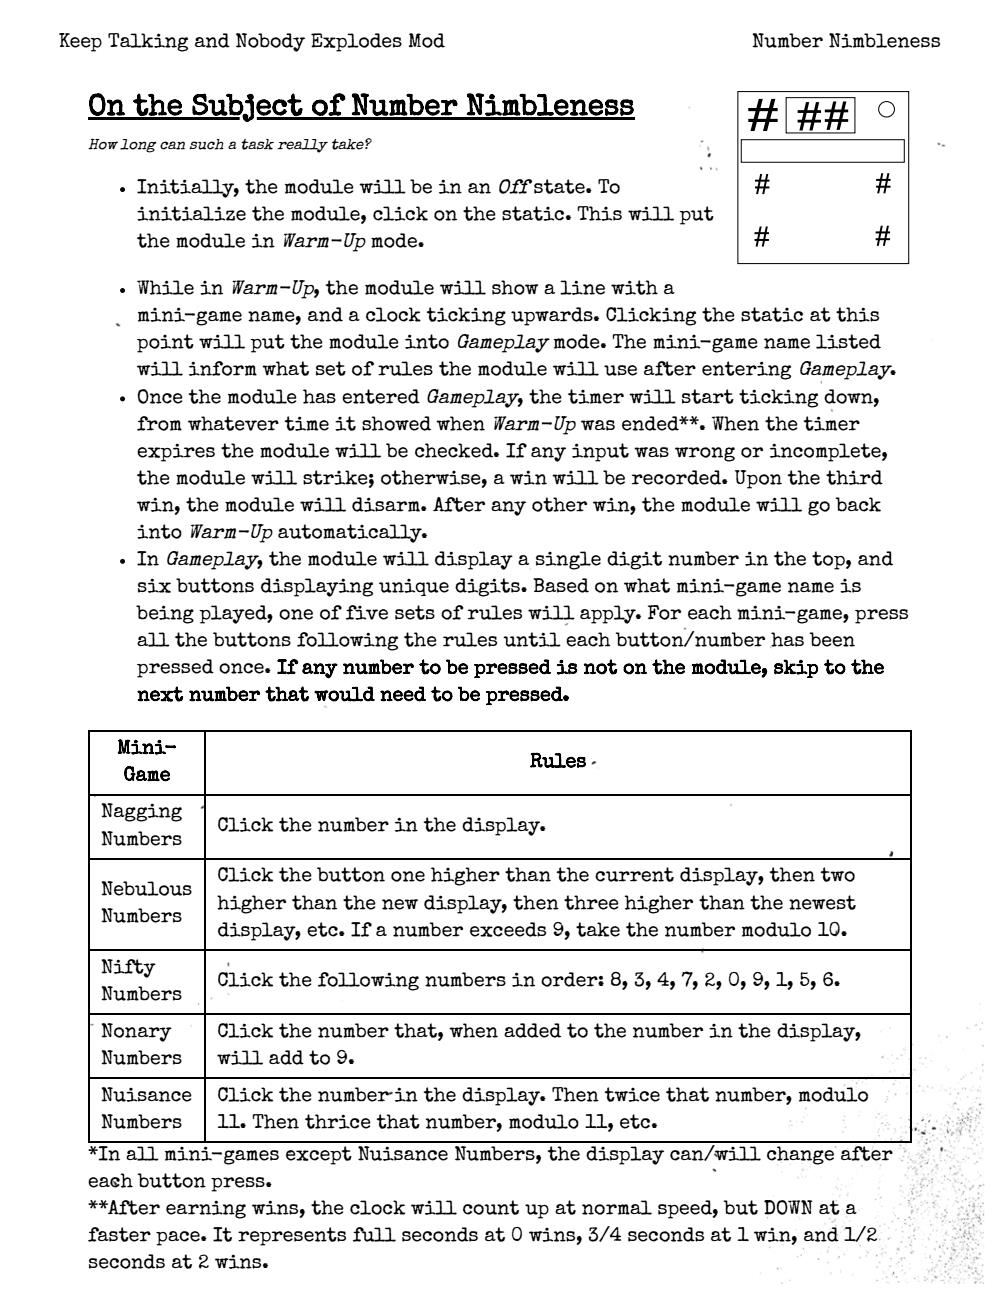 Keep Talking and Nobody Explodes Mod
Number Nimbleness
On the Subject of Number Nimbleness
How long can such a task really take?
# ##
# #
# #
• Initially, the module will be in an Off state. To
initialize the module, click on the static. This will put
the module in Warm-Up mode.
• While in Warm-Up, the module will show a line with a
mini-game name, and a clock ticking upwards. Clicking the static at this
point will put the module into Gameplay mode. The mini-game name listed
will inform what set of rules the module will use after entering Gameplay.
• Once the module has entered Gameplay, the timer will start ticking down,
from whatever time it showed when Warm-Up was ended**. When the timer
expires the module will be checked. If any input was wrong or incomplete,
the module will strike; otherwise, a win will be recorded. Upon the third
win, the module will disarm. After any other win, the module will go back
into Warm-Up automatically.
• In Gameplay, the module will display a single digit number in the top, and
six buttons displaying unique digits. Based on what mini-game name is
being played, one of five sets of rules will apply. For each mini-game, press
all the buttons following the rules until each button/number has been
pressed once. If any number to be pressed is not on the module, skip to the
next number that would need to be pressed.
Mini-
Game
Rules
Nagging
Numbers
Click the number in the display.
Nebulous
Numbers
Click the button one higher than the current display, then two
higher than the new display, then three higher than the newest
display, etc. If a number exceeds 9, take the number modulo 10.
Nifty
Numbers
Click the following numbers in order: 8, 3, 4, 7, 2, 0, 9, 1, 5, 6.
Nonary
Numbers
Click the number that, when added to the number in the display,
will add to 9.
Nuisance
Numbers
Click the number in the display. Then twice that number, modulo
11. Then thrice that number, modulo 11, etc.
*In all mini-games except Nuisance Numbers, the display can/will change after
each button press.
**After earning wins, the clock will count up at normal speed, but DOWN at a
faster pace. It represents full seconds at 0 wins, 3/4 seconds at 1 win, and 1/2
seconds at 2 wins.